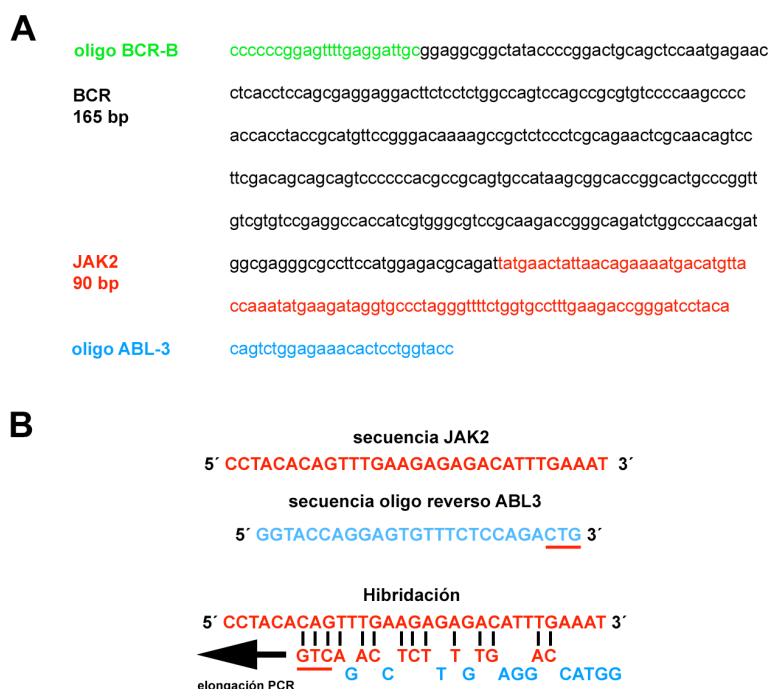 A
oligo BCR-B ccccccggagttttgaggattgcggaggcggctataccccggactgcagctccaatgagaac
BCR ctcacctccagcgaggaggacttctcctctggccagtccagccgcgtgtccccaagcccc
165 bp
accacctaccgcatgttccgggacaaaagccgctctccctcgcagaactcgcaacagtcc
ttcgacagcagcagtccccccacgccgcagtgccataagcggcaccggcactgcccggtt
gtcgtgtccgaggccaccatcgtgggcgtccgcaagaccgggcagatctggcccaacgat
JAK2 ggcgagggcgccttccatggagacgcagattatgaactattaacagaaaatgacatgtta
90 bp
ccaaatatgaagataggtgccctagggttttctggtgcctttgaagaccgggatcctaca
oligo ABL-3 cagtctggagaaacactcctggtacc
B
secuencia JAK2
5´ CCTACACAGTTTGAAGAGAGACATTTGAAAT 3´
secuencia oligo reverso ABL3
5´ GGTACCAGGAGTGTTTCTCCAGACTG 3´
Hibridación
5´ CCTACACAGTTTGAAGAGAGACATTTGAAAT 3´
GTCA AC TCT T TG AC
G C T G AGG CATGG
elongación PCR